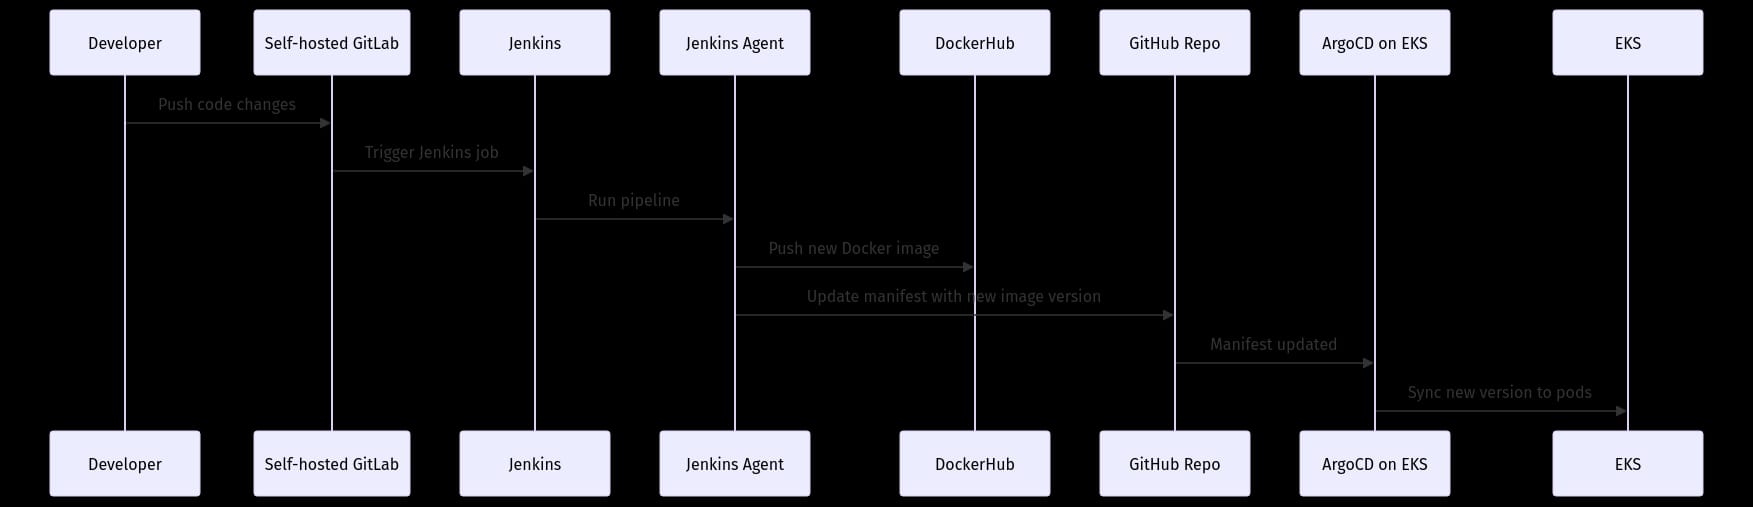 Developer
Self-hosted GitLab
Jenkins
Jenkins Agent
DockerHub
GitHub Repo
ArgoCD on EKS
EKS
Push code changes
Trigger Jenkins job
Run pipeline
Push new Docker image
Update manifest with new image version
Manifest updated
Sync new version to pods
Developer
Self-hosted GitLab
Jenkins
Jenkins Agent
DockerHub
GitHub Repo
ArgoCD on EKS
EKS